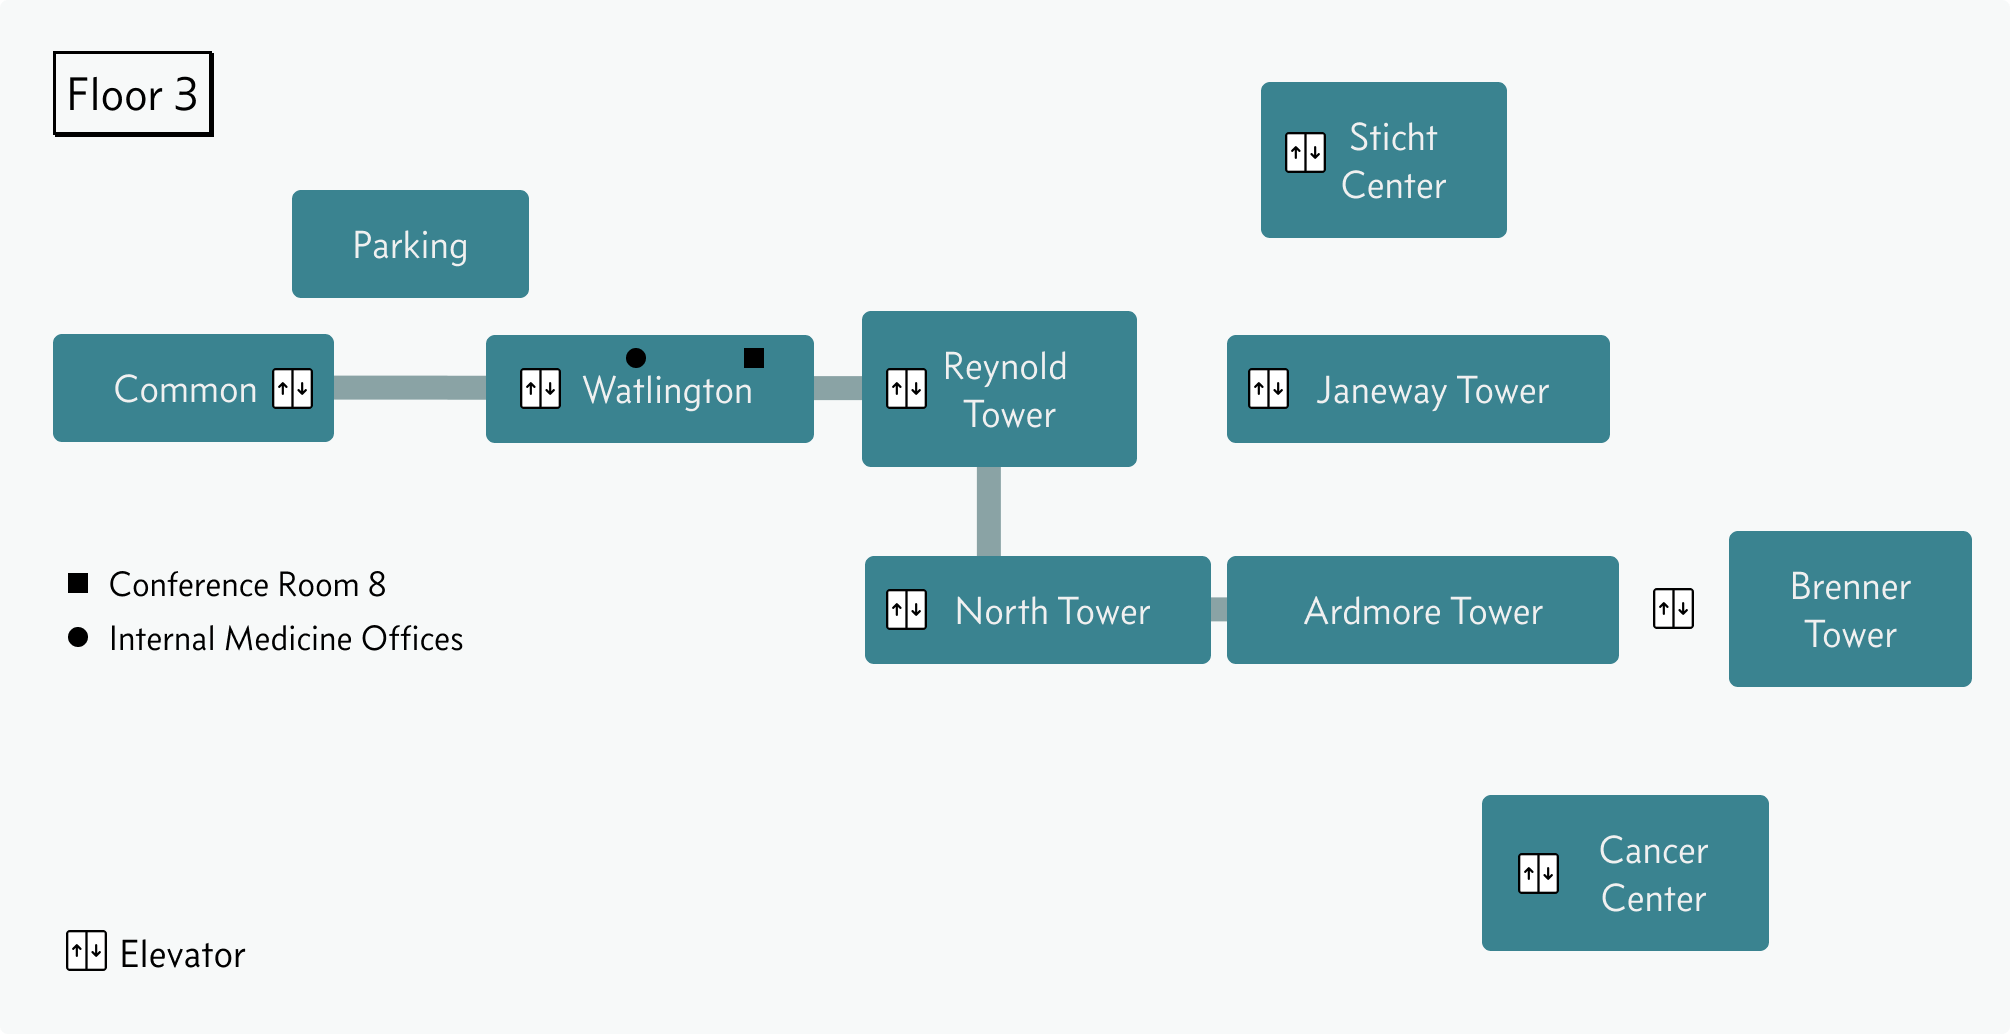 Floor 3
Sticht
Center
Parking
Common
Watlington
Reynold
Tower
Janeway Tower
Conference Room 8
Internal Medicine Offices
North Tower
Ardmore Tower
Brenner
Tower
Cancer
Center
Elevator